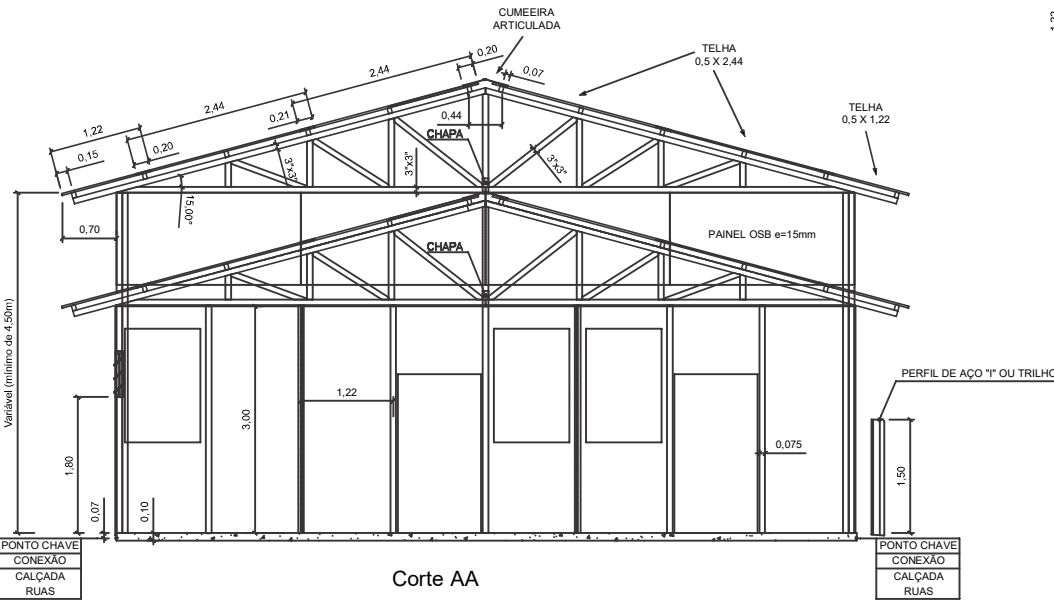 CUMEEIRA
ARTICULADA
TELHA
0,5 X 2,44
TELHA
0,5 X 1,22
0,20
0,07
2,44
2,44
0,21
0,44
CHAPA
1,22
0,15
0,20
3"x3"
3"x3"
3"x3"
15,00°
0,70
PAINEL OSB e=15mm
CHAPA
Variável (mínimo de 4,50m)
1,22
3,00
1,80
0,07
0,10
0,075
PERFIL DE AÇO "I" OU TRILHO
1,50
PONTO CHAVE
CONEXÃO
CALÇADA
RUAS
PONTO CHAVE
CONEXÃO
CALÇADA
RUAS
Corte AA